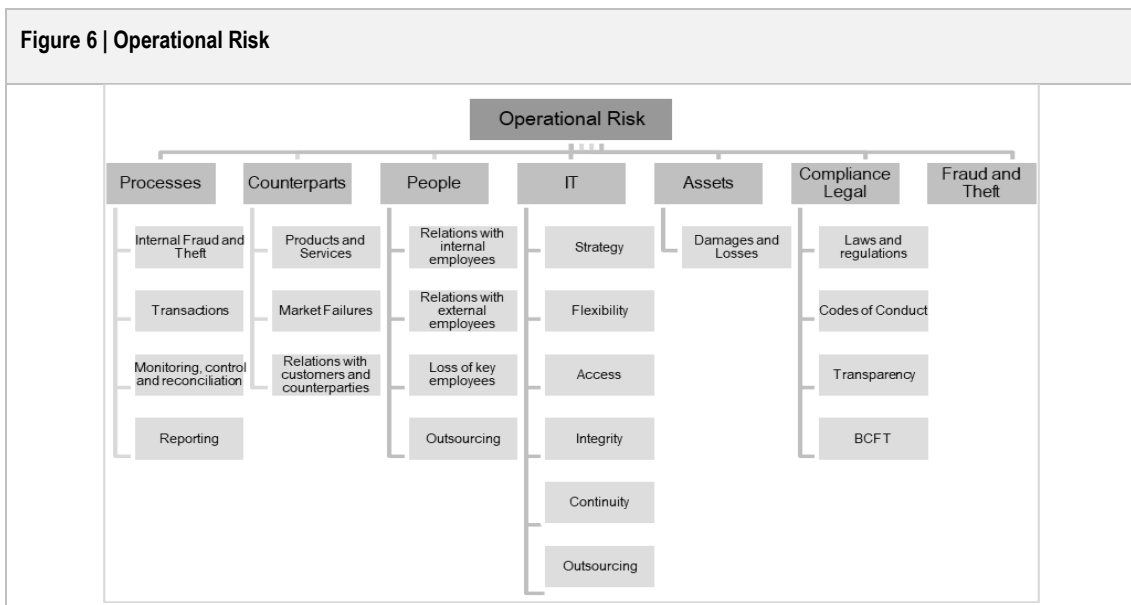 Figure 6 | Operational Risk
Operational Risk
Processes
Internal Fraud and
Theft
Transactions
Monitoring, control
and reconciliation
Reporting
Counterparts
Products and
Services
Market Failures
Relations with
customers and
counterparties
People
Relations with
internal
employees
Relations with
external
employees
Loss of key
employees
Outsourcing
IT
Strategy
Flexibility
Access
Integrity
Continuity
Outsourcing
Assets
Damages and
Losses
Compliance
Legal
Laws and
regulations
Codes of Conduct
Transparency
BCFT
Fraud and
Theft